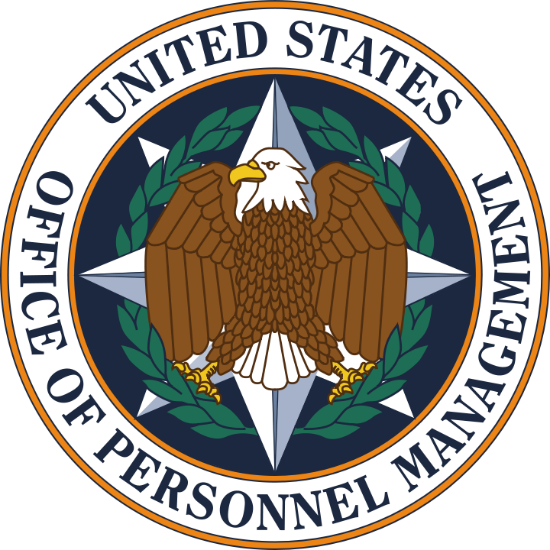 UNITED STATES
OFFICE OF PERSONNEL MANAGEMENT